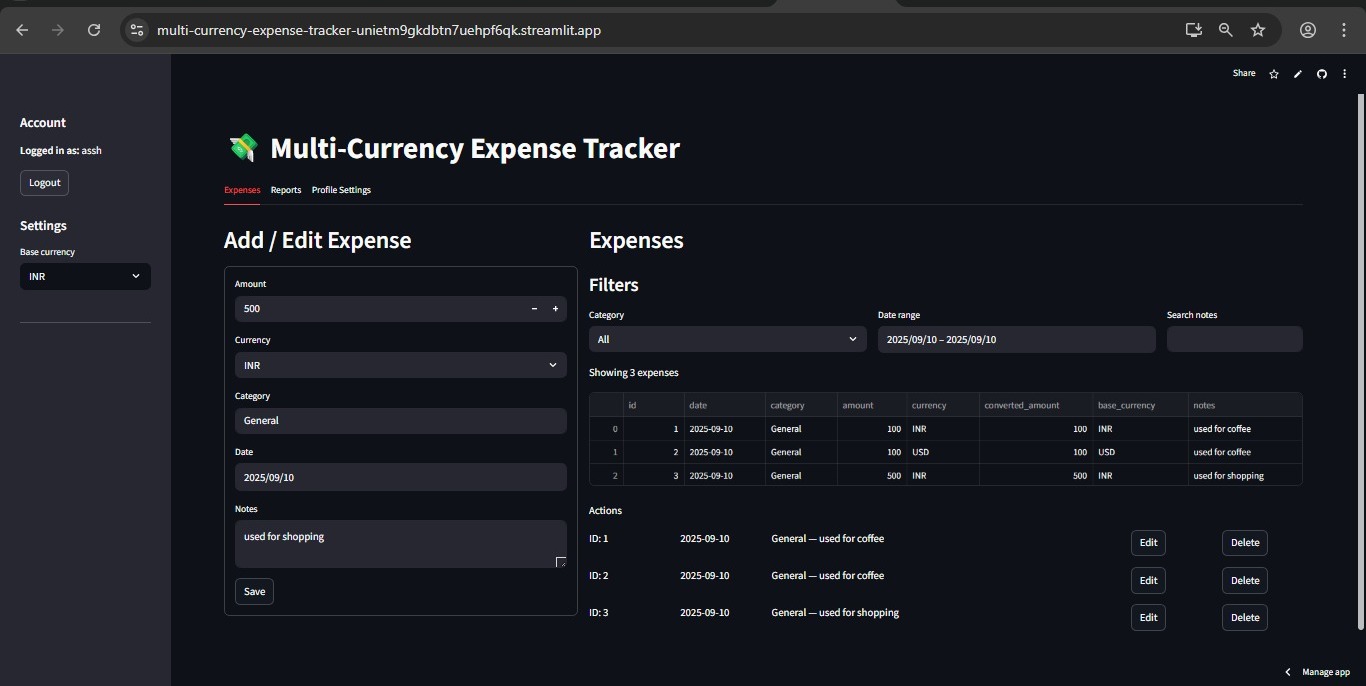 multi-currency-expense-tracker-unietm9gkdbtn7uehpf6qk.streamlit.app
Share
Account
Logged in as: assh
Logout
Settings
Base currency
INR
Multi-Currency Expense Tracker
Expenses Reports Profile Settings
Add / Edit Expense
Amount
500 − +
Currency
INR
Category
General
Date
2025/09/10
Notes
used for shopping
Save
Expenses
Filters
Category Date range Search notes
All 2025/09/10 – 2025/09/10
Showing 3 expenses
id date category amount currency converted_amount base_currency notes
0 1 2025-09-10 General 100 INR 100 INR used for coffee
1 2 2025-09-10 General 100 USD 100 USD used for coffee
2 3 2025-09-10 General 500 INR 500 INR used for shopping
Actions
ID: 1 2025-09-10 General — used for coffee Edit Delete
ID: 2 2025-09-10 General — used for coffee Edit Delete
ID: 3 2025-09-10 General — used for shopping Edit Delete
Manage app